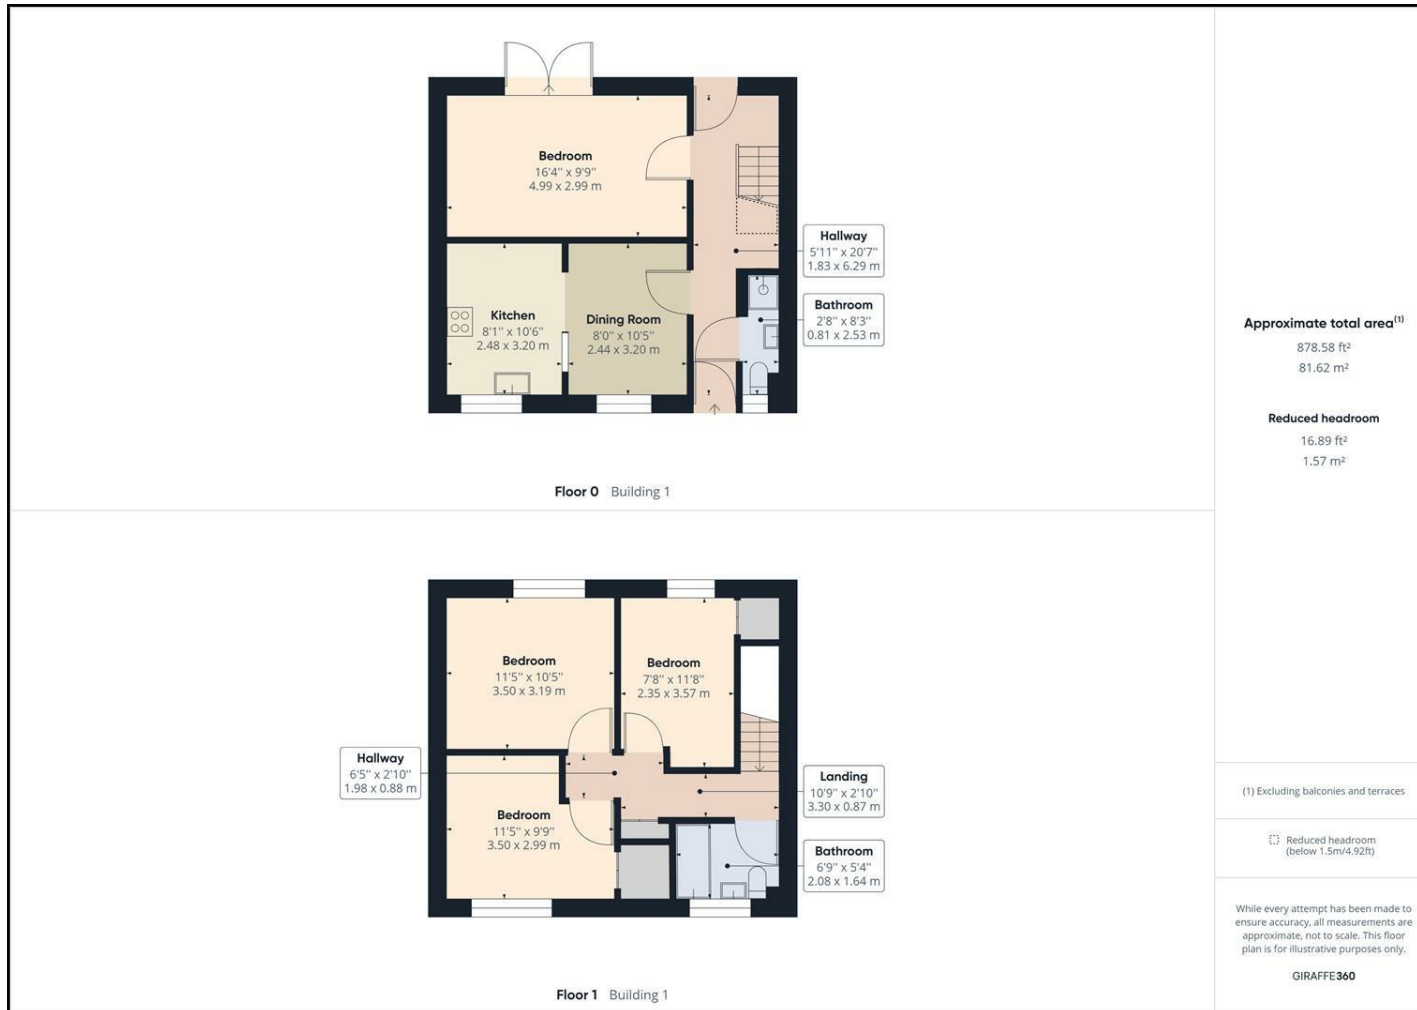 Bedroom
16'4" x 9'9"
4.99 x 2.99 m
Hallway
5'11" x 20'7"
1.83 x 6.29 m
Bathroom
2'8" x 8'3"
0.81 x 2.53 m
Kitchen
8'1" x 10'6"
2.48 x 3.20 m
Dining Room
8'0" x 10'5"
2.44 x 3.20 m
Floor 0 Building 1
Bedroom
11'5" x 10'5"
3.50 x 3.19 m
Bedroom
7'8" x 11'8"
2.35 x 3.57 m
Hallway
6'5" x 2'10"
1.98 x 0.88 m
Landing
10'9" x 2'10"
3.30 x 0.87 m
Bedroom
11'5" x 9'9"
3.50 x 2.99 m
Bathroom
6'9" x 5'4"
2.08 x 1.64 m
Floor 1 Building 1
Approximate total area(1)
878.58 ft²
81.62 m²
Reduced headroom
16.89 ft²
1.57 m²
(1) Excluding balconies and terraces
Reduced headroom
(below 1.5m/4.92ft)
While every attempt has been made to
ensure accuracy, all measurements are
approximate, not to scale. This floor
plan is for illustrative purposes only.
GIRAFFE360